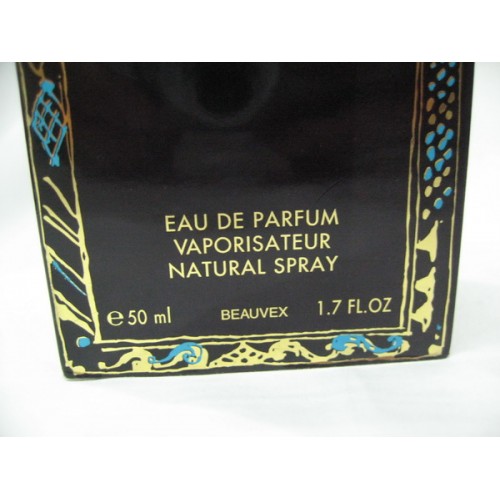 EAU DE PARFUM
VAPORISATEUR
NATURAL SPRAY
℮ 50 ml BEAUVEX 1.7 FL.OZ